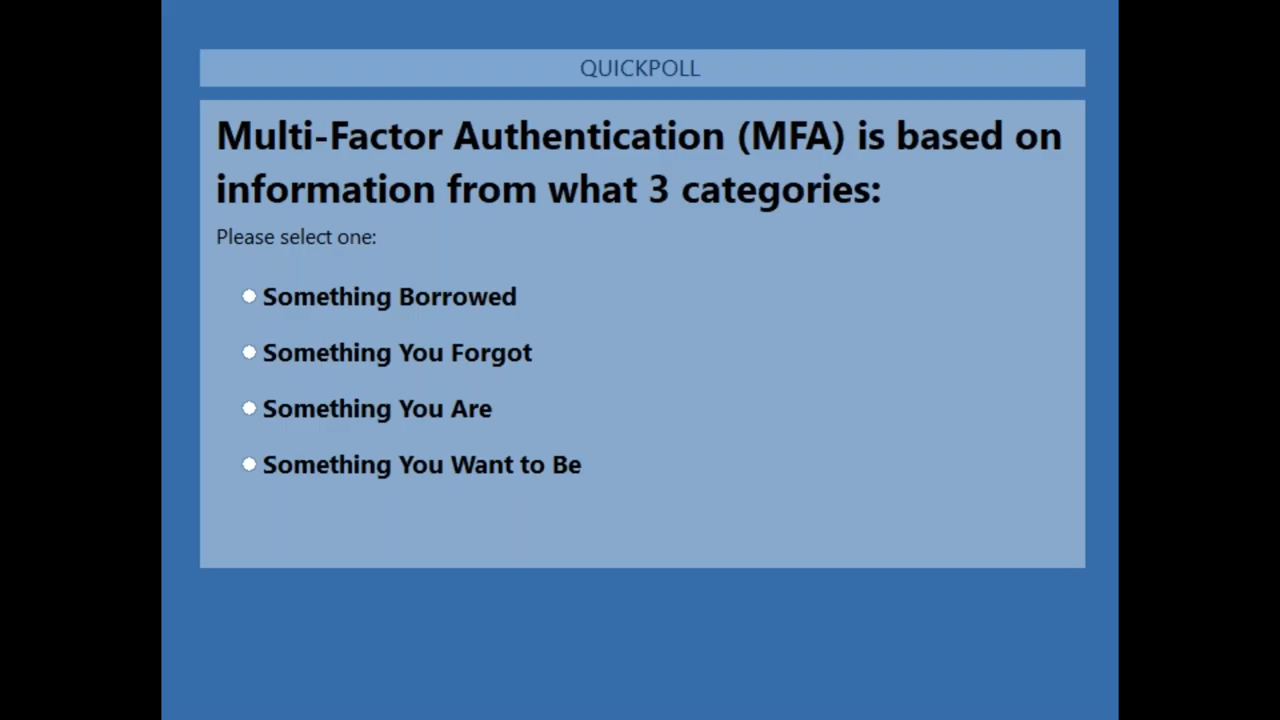 QUICKPOLL
Multi-Factor Authentication (MFA) is based on
information from what 3 categories:
Please select one:
Something Borrowed
Something You Forgot
Something You Are
Something You Want to Be